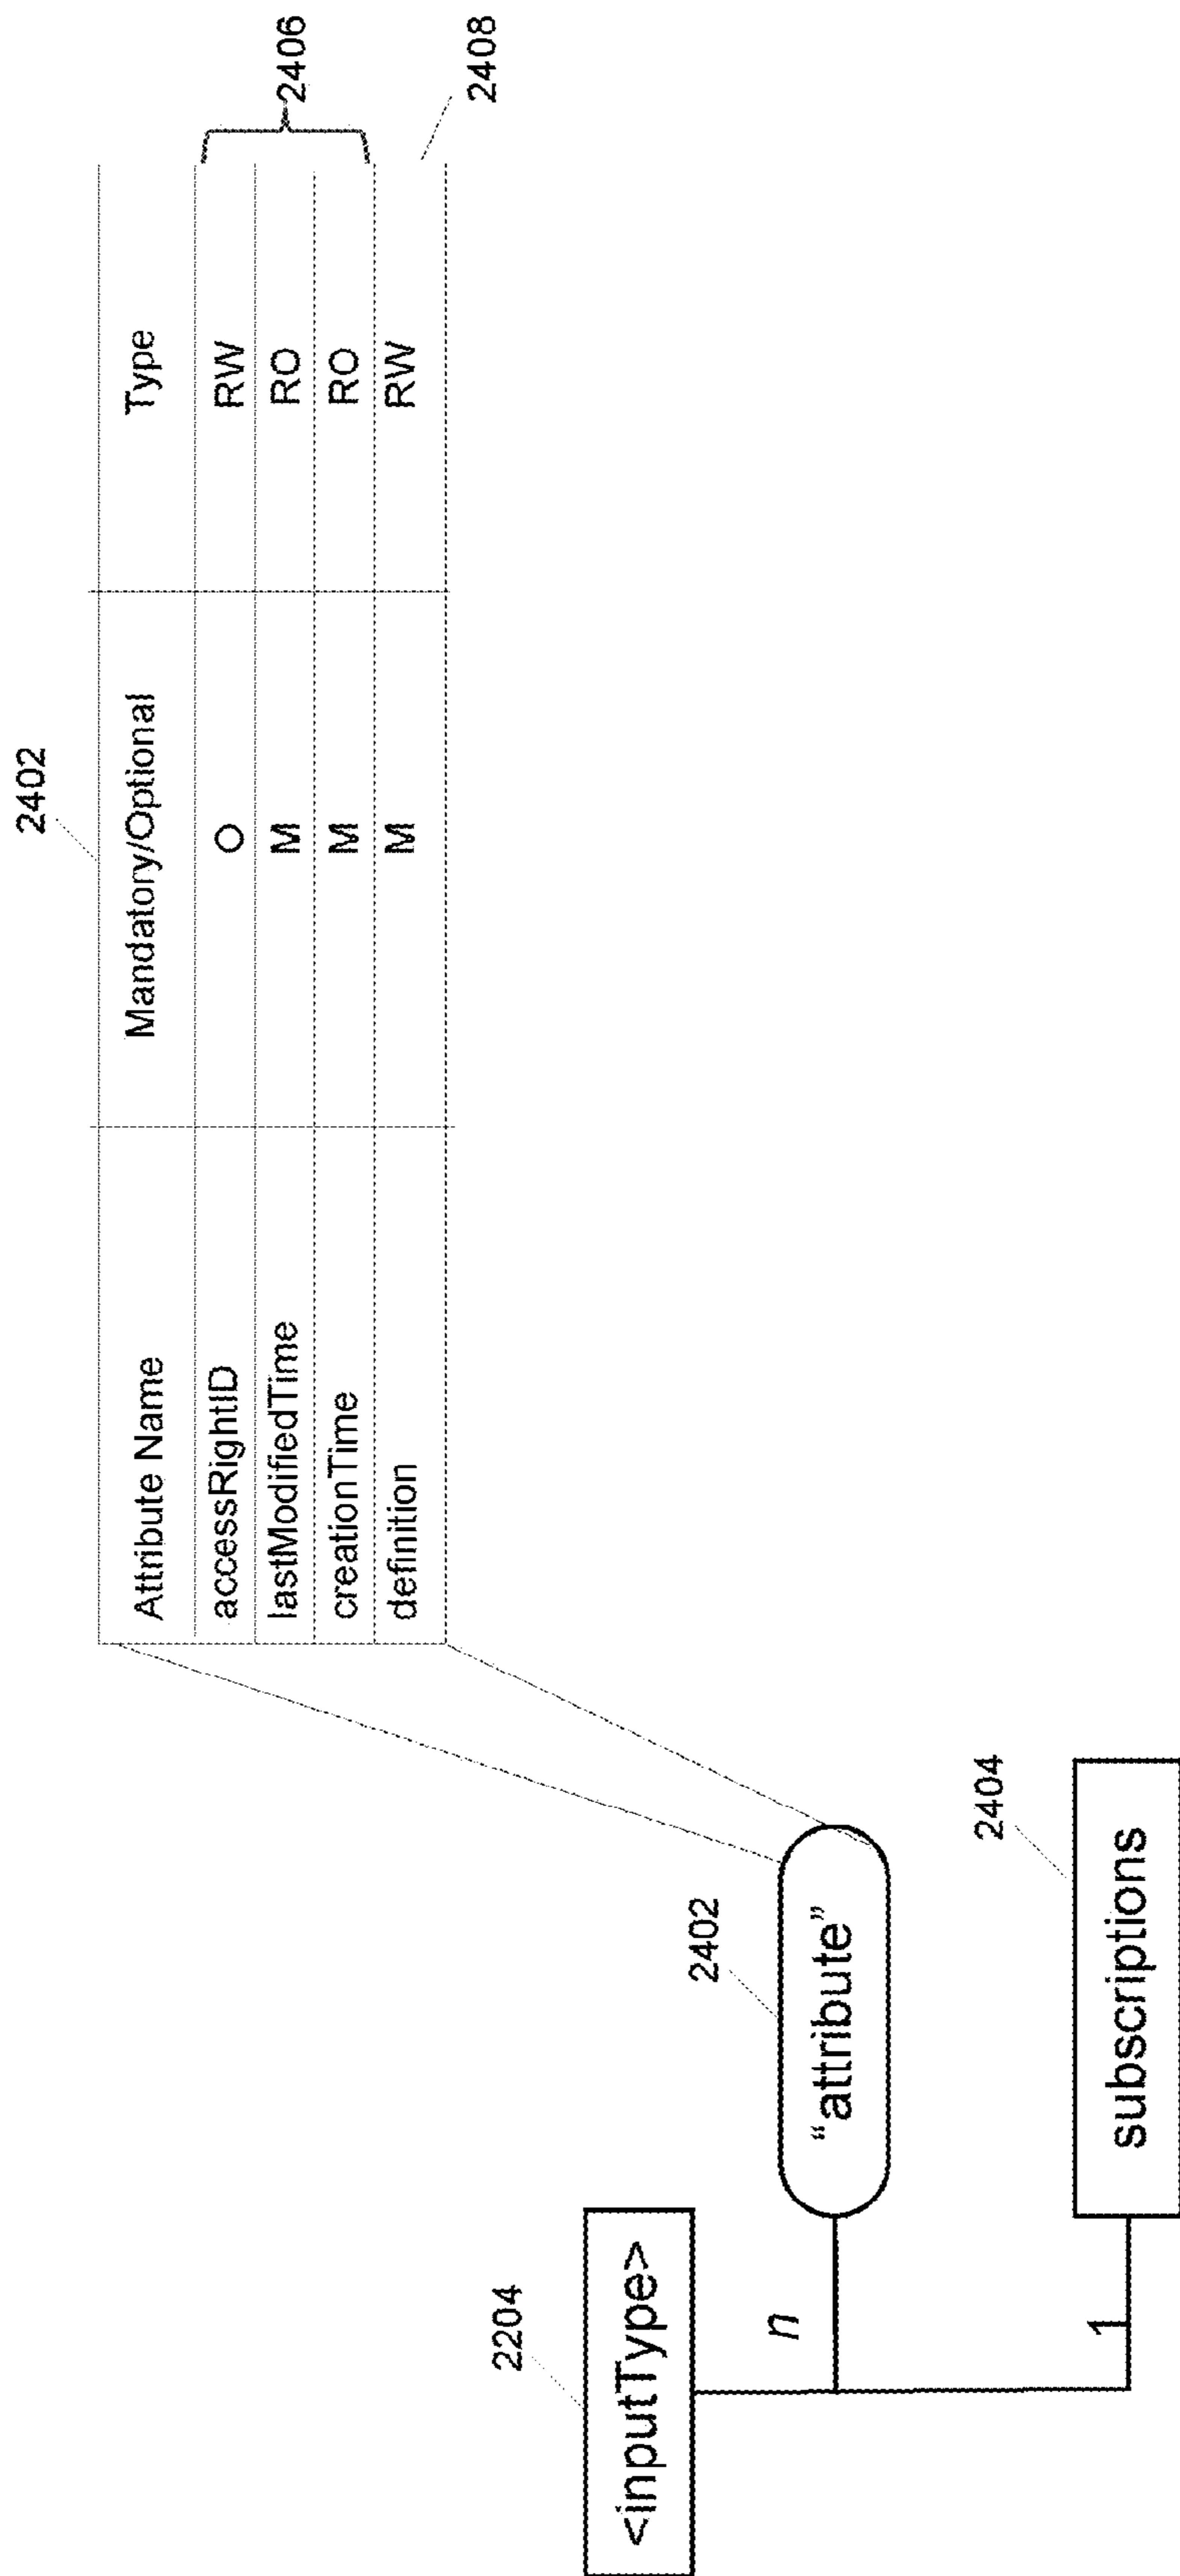 2402
Attribute Name Mandatory/Optional Type
accessRightID O RW
lastModifiedTime M RO
creationTime M RO
definition M RW
2406
2408
2204
<inputType>
n
2402
“attribute”
2404
1
subscriptions